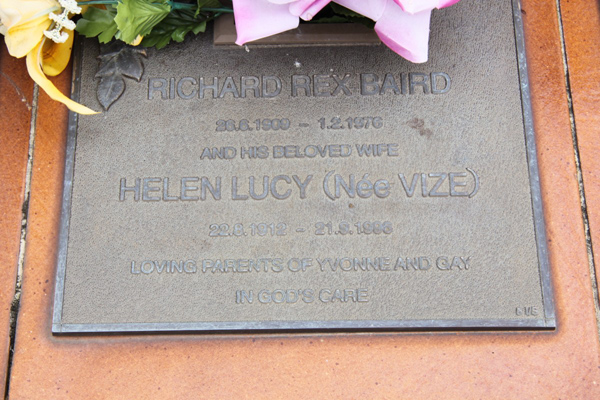 RICHARD REX BAIRD
1.2.1976
AND HIS BELOVED WIFE
HELEN LUCY (Née VIZE)
LOVING PARENTS OF YVONNE AND GAY
IN GOD'S CARE